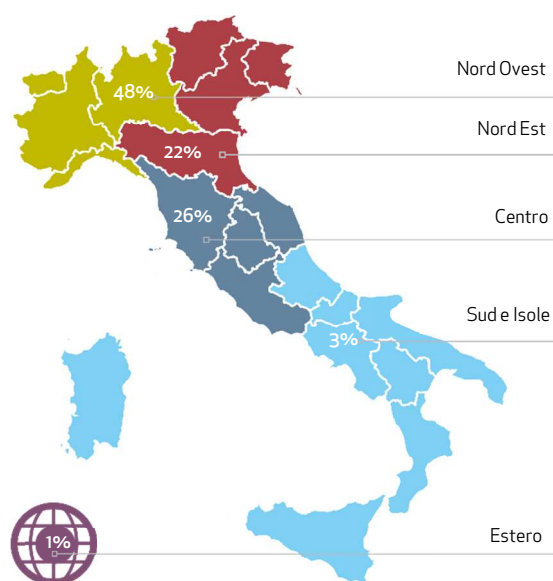 48% Nord Ovest
22% Nord Est
26% Centro
3% Sud e Isole
1% Estero